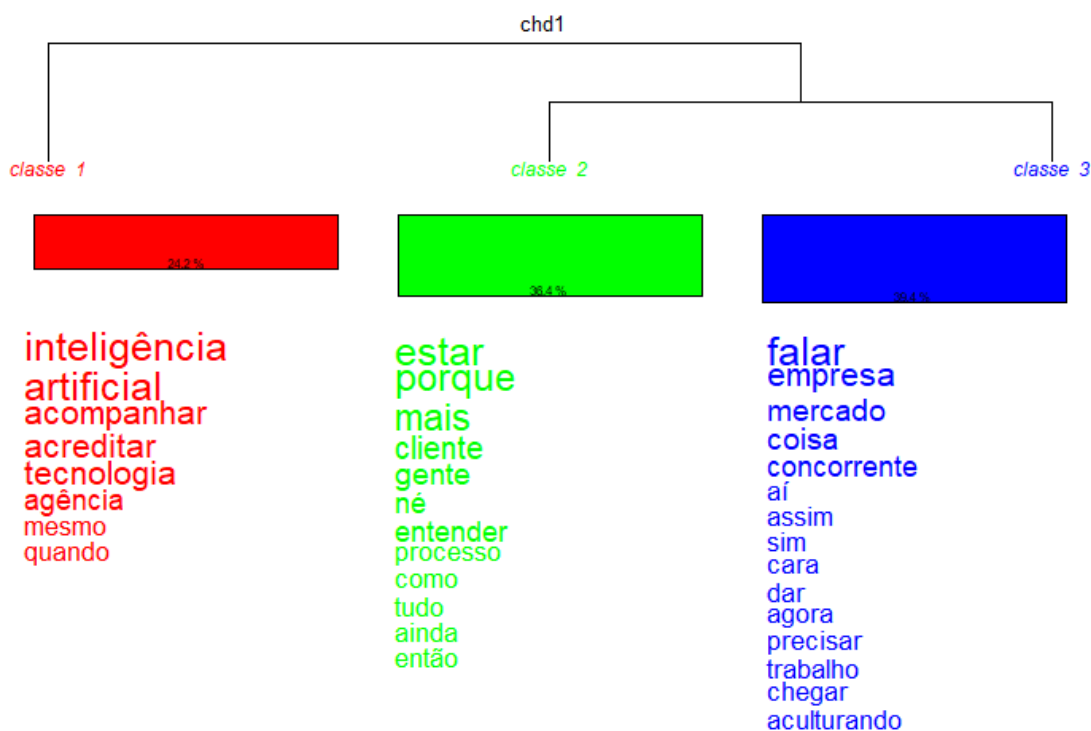 chd1
classe 1
classe 2
classe 3
24.2 %
36.4 %
39.4 %
inteligência
artificial
acompanhar
acreditar
tecnologia
agência
mesmo
quando
estar
porque
mais
cliente
gente
né
entender
processo
como
tudo
ainda
então
falar
empresa
mercado
coisa
concorrente
aí
assim
sim
cara
dar
agora
precisar
trabalho
chegar
aculturando